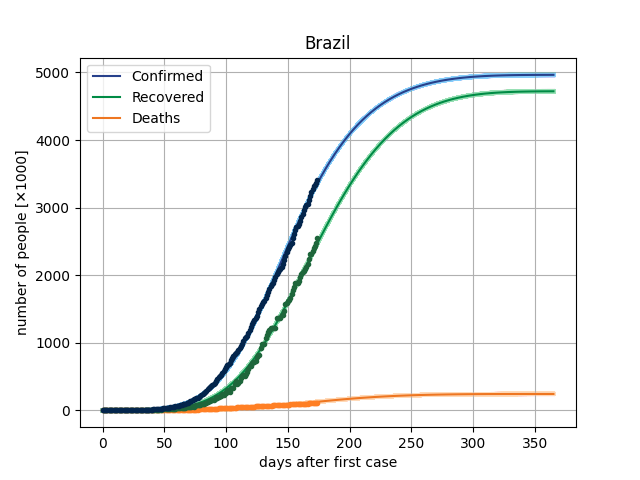 Brazil
Confirmed
Recovered
Deaths
5000
4000
3000
2000
1000
0
number of people [×1000]
0 50 100 150 200 250 300 350
days after first case